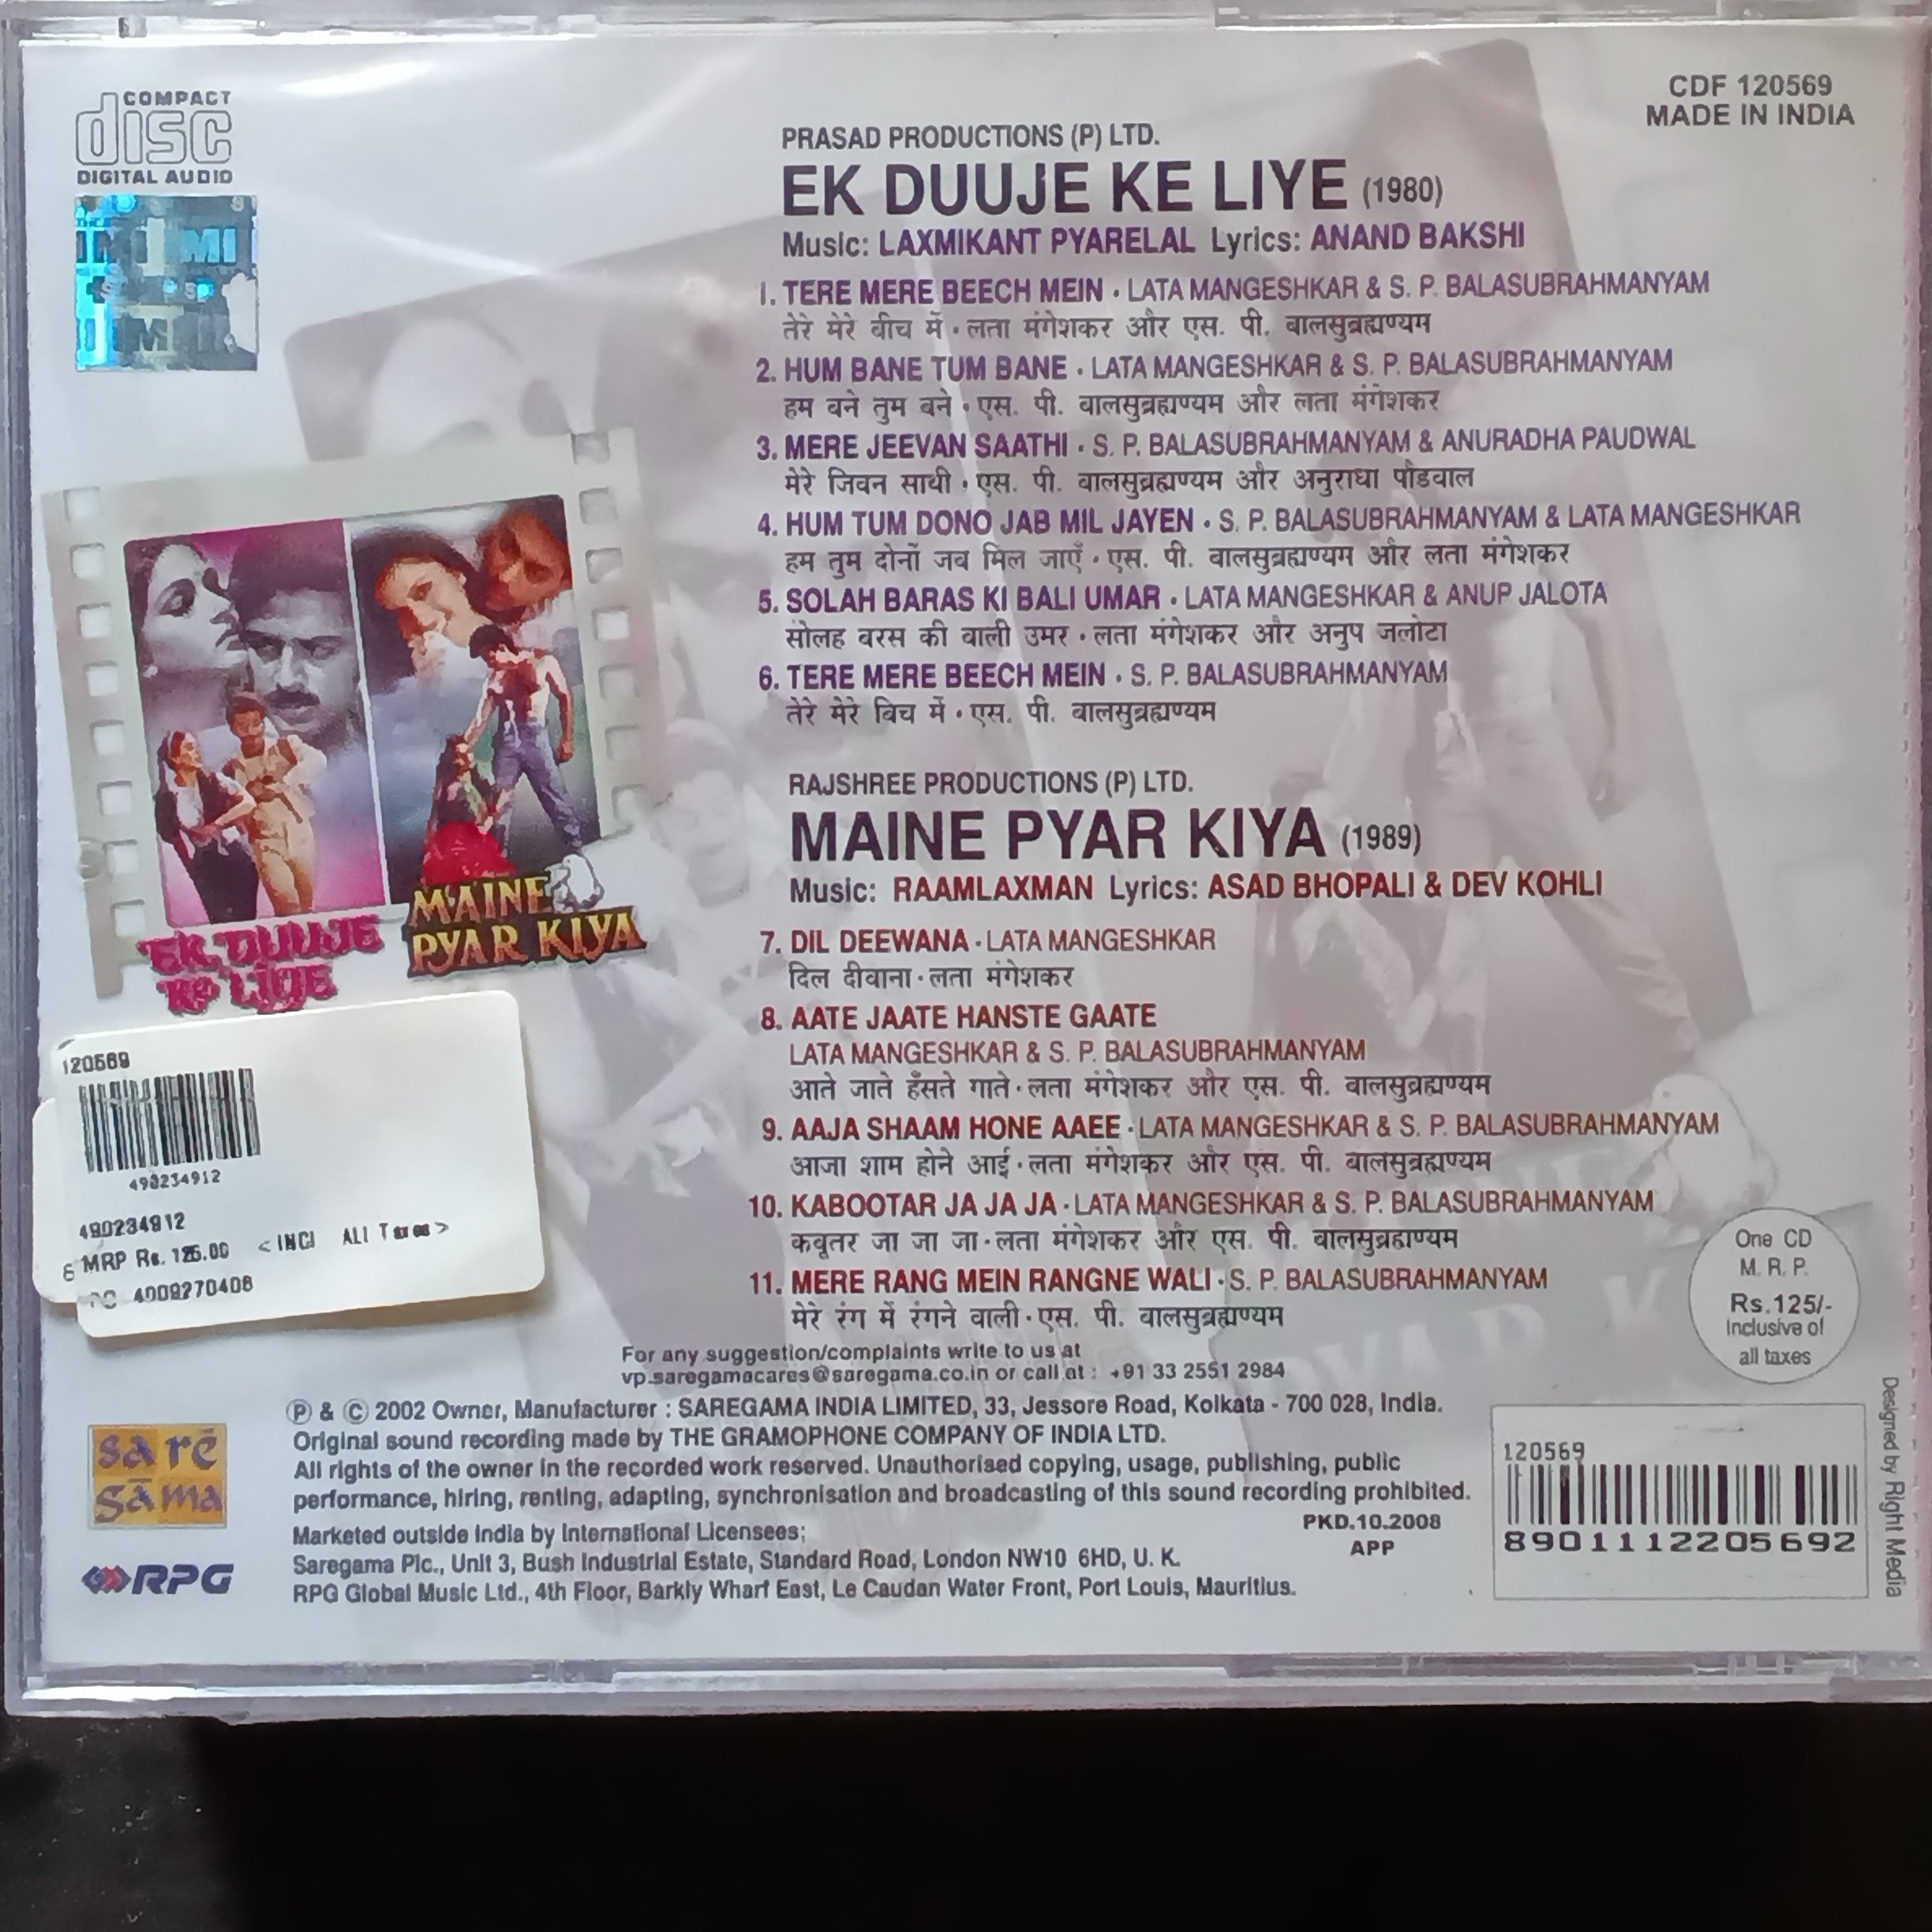 COMPACT
disc
DIGITAL AUDIO
CDF 120569
MADE IN INDIA
PRASAD PRODUCTIONS (P) LTD.
EK DUUJE KE LIYE (1980)
Music: LAXMIKANT PYARELAL Lyrics: ANAND BAKSHI
1. TERE MERE BEECH MEIN • LATA MANGESHKAR & S. P. BALASUBRAHMANYAM
तेरे मेरे बीच में • लता मंगेशकर और एस. पी. बालसुब्रह्मण्यम
2. HUM BANE TUM BANE • LATA MANGESHKAR & S. P. BALASUBRAHMANYAM
हम बने तुम बने • एस. पी. बालसुब्रह्मण्यम और लता मंगेशकर
3. MERE JEEVAN SAATHI • S. P. BALASUBRAHMANYAM & ANURADHA PAUDWAL
मेरे जिवन साथी • एस. पी. बालसुब्रह्मण्यम और अनुराधा पौडवाल
4. HUM TUM DONO JAB MIL JAYEN • S. P. BALASUBRAHMANYAM & LATA MANGESHKAR
हम तुम दोनों जब मिल जाएँ • एस. पी. बालसुब्रह्मण्यम और लता मंगेशकर
5. SOLAH BARAS KI BALI UMAR • LATA MANGESHKAR & ANUP JALOTA
सोलह बरस की बाली उमर • लता मंगेशकर और अनुप जलोटा
6. TERE MERE BEECH MEIN • S. P. BALASUBRAHMANYAM
तेरे मेरे बिच में • एस. पी. बालसुब्रह्मण्यम
EK DUUJE
KE LIYE
MAINE
PYAR KIYA
RAJSHREE PRODUCTIONS (P) LTD.
MAINE PYAR KIYA (1989)
Music: RAAMLAXMAN Lyrics: ASAD BHOPALI & DEV KOHLI
7. DIL DEEWANA • LATA MANGESHKAR
दिल दीवाना • लता मंगेशकर
8. AATE JAATE HANSTE GAATE
LATA MANGESHKAR & S. P. BALASUBRAHMANYAM
आते जाते हँसते गाते • लता मंगेशकर और एस. पी. बालसुब्रह्मण्यम
9. AAJA SHAAM HONE AAEE • LATA MANGESHKAR & S. P. BALASUBRAHMANYAM
आजा शाम होने आई • लता मंगेशकर और एस. पी. बालसुब्रह्मण्यम
10. KABOOTAR JA JA JA • LATA MANGESHKAR & S. P. BALASUBRAHMANYAM
कबूतर जा जा जा • लता मंगेशकर और एस. पी. बालसुब्रह्मण्यम
11. MERE RANG MEIN RANGNE WALI • S. P. BALASUBRAHMANYAM
मेरे रंग में रंगने वाली • एस. पी. बालसुब्रह्मण्यम
120569
490234912
490234912
MRP Rs. 125.00 <INCl All Taxes>
4009270408
One CD
M. R. P.
Rs.125/-
Inclusive of
all taxes
For any suggestion/complaints write to us at
vp.saregamacares@saregama.co.in or call at : +91 33 2551 2984
Ⓟ & Ⓒ 2002 Owner, Manufacturer : SAREGAMA INDIA LIMITED, 33, Jessore Road, Kolkata - 700 028, India.
Original sound recording made by THE GRAMOPHONE COMPANY OF INDIA LTD.
All rights of the owner in the recorded work reserved. Unauthorised copying, usage, publishing, public
performance, hiring, renting, adapting, synchronisation and broadcasting of this sound recording prohibited.
Marketed outside India by International Licensees;
Saregama Plc., Unit 3, Bush Industrial Estate, Standard Road, London NW10 6HD, U. K.
RPG Global Music Ltd., 4th Floor, Barkly Wharf East, Le Caudan Water Front, Port Louis, Mauritius.
PKD.10.2008
APP
sa rē
gā ma
RPG
120569
8901112205692
Designed by Right Media